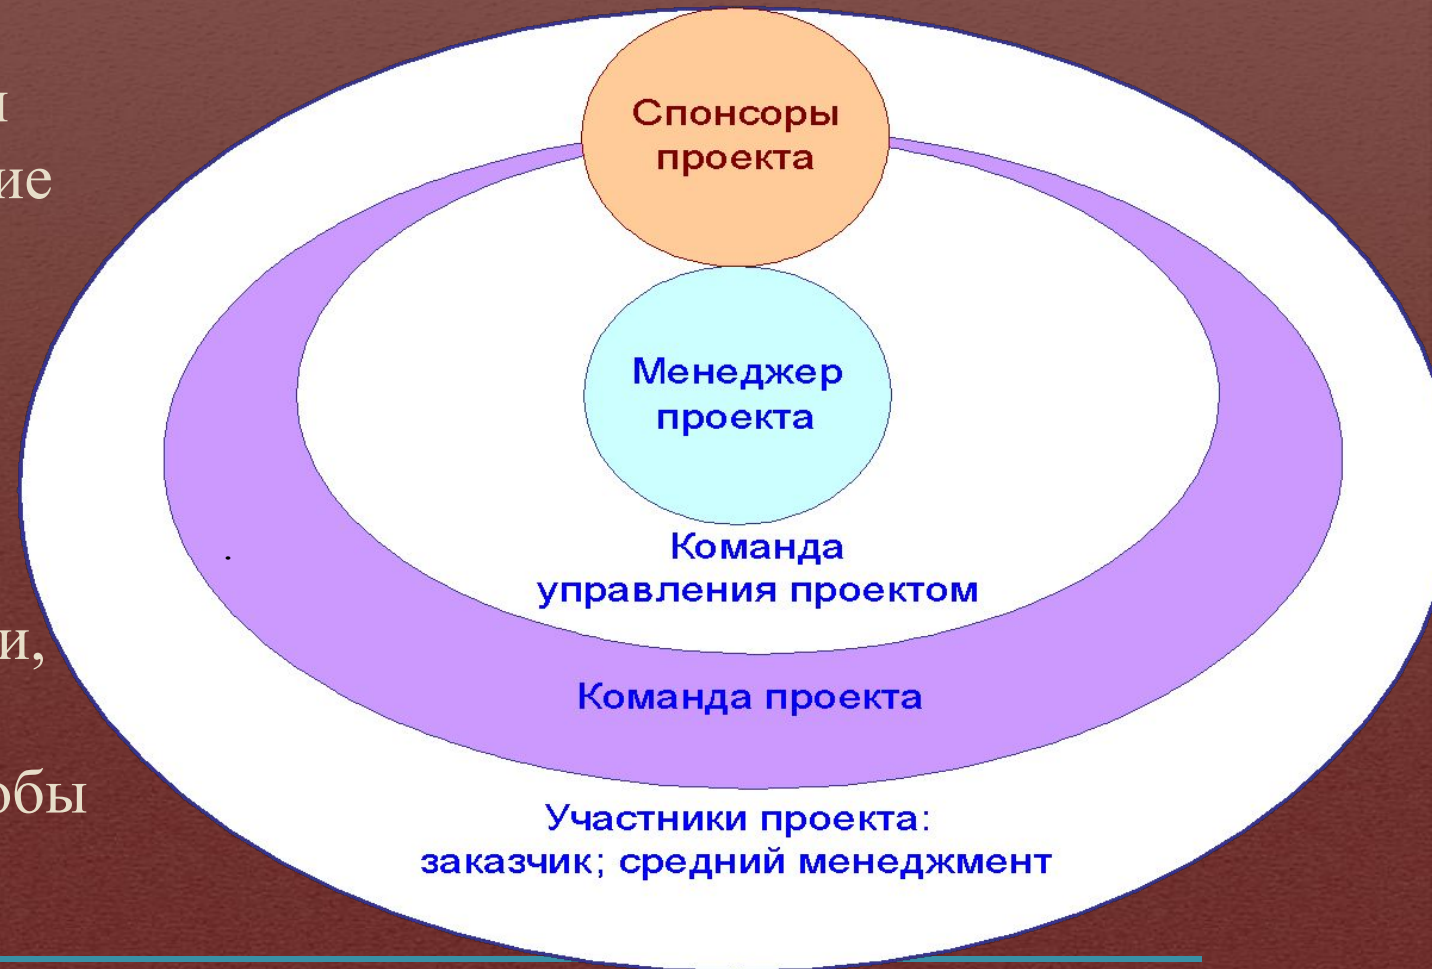 Спонсоры
проекта
Менеджер
проекта
Команда
управления проектом
Команда проекта
Участники проекта:
заказчик; средний менеджмент